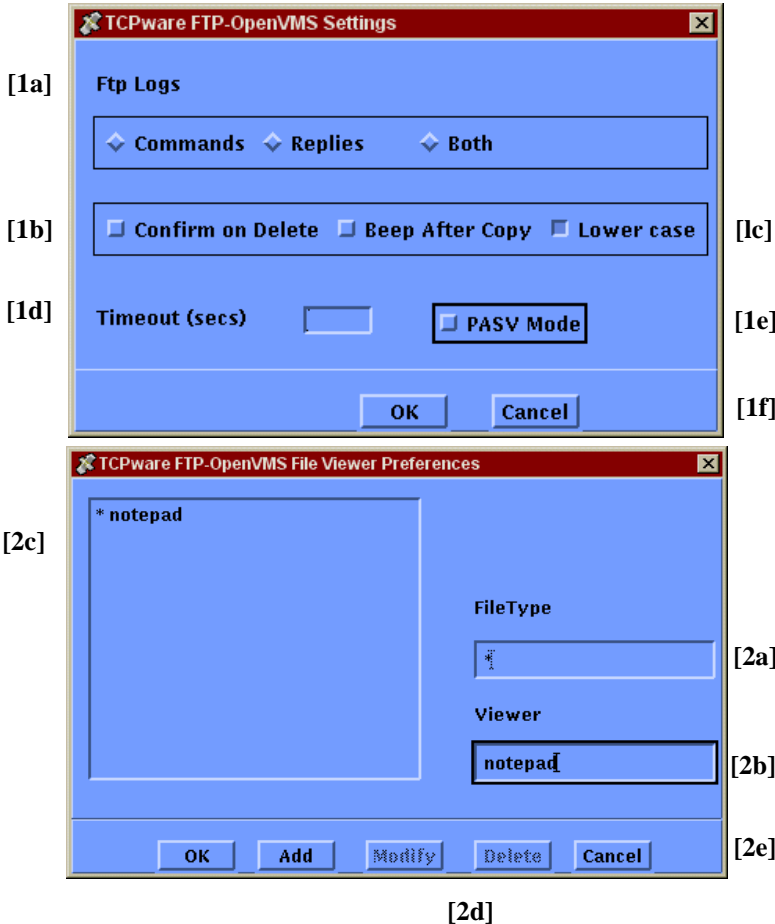 TCPware FTP-OpenVMS Settings
[1a] Ftp Logs
Commands Replies Both
[1b] Confirm on Delete Beep After Copy Lower case [lc]
[1d] Timeout (secs) PASV Mode [1e]
OK Cancel [1f]
TCPware FTP-OpenVMS File Viewer Preferences
[2c] * notepad
FileType
* [2a]
Viewer
notepad [2b]
OK Add Modify Delete Cancel [2e]
[2d]